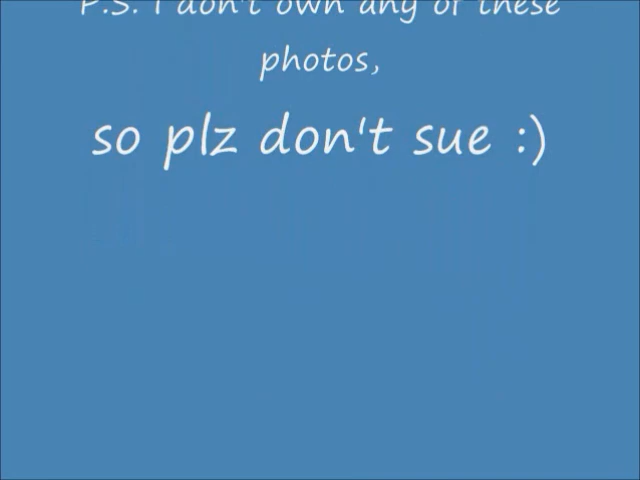 P.S. I don't own any of these
photos,
so plz don't sue :)